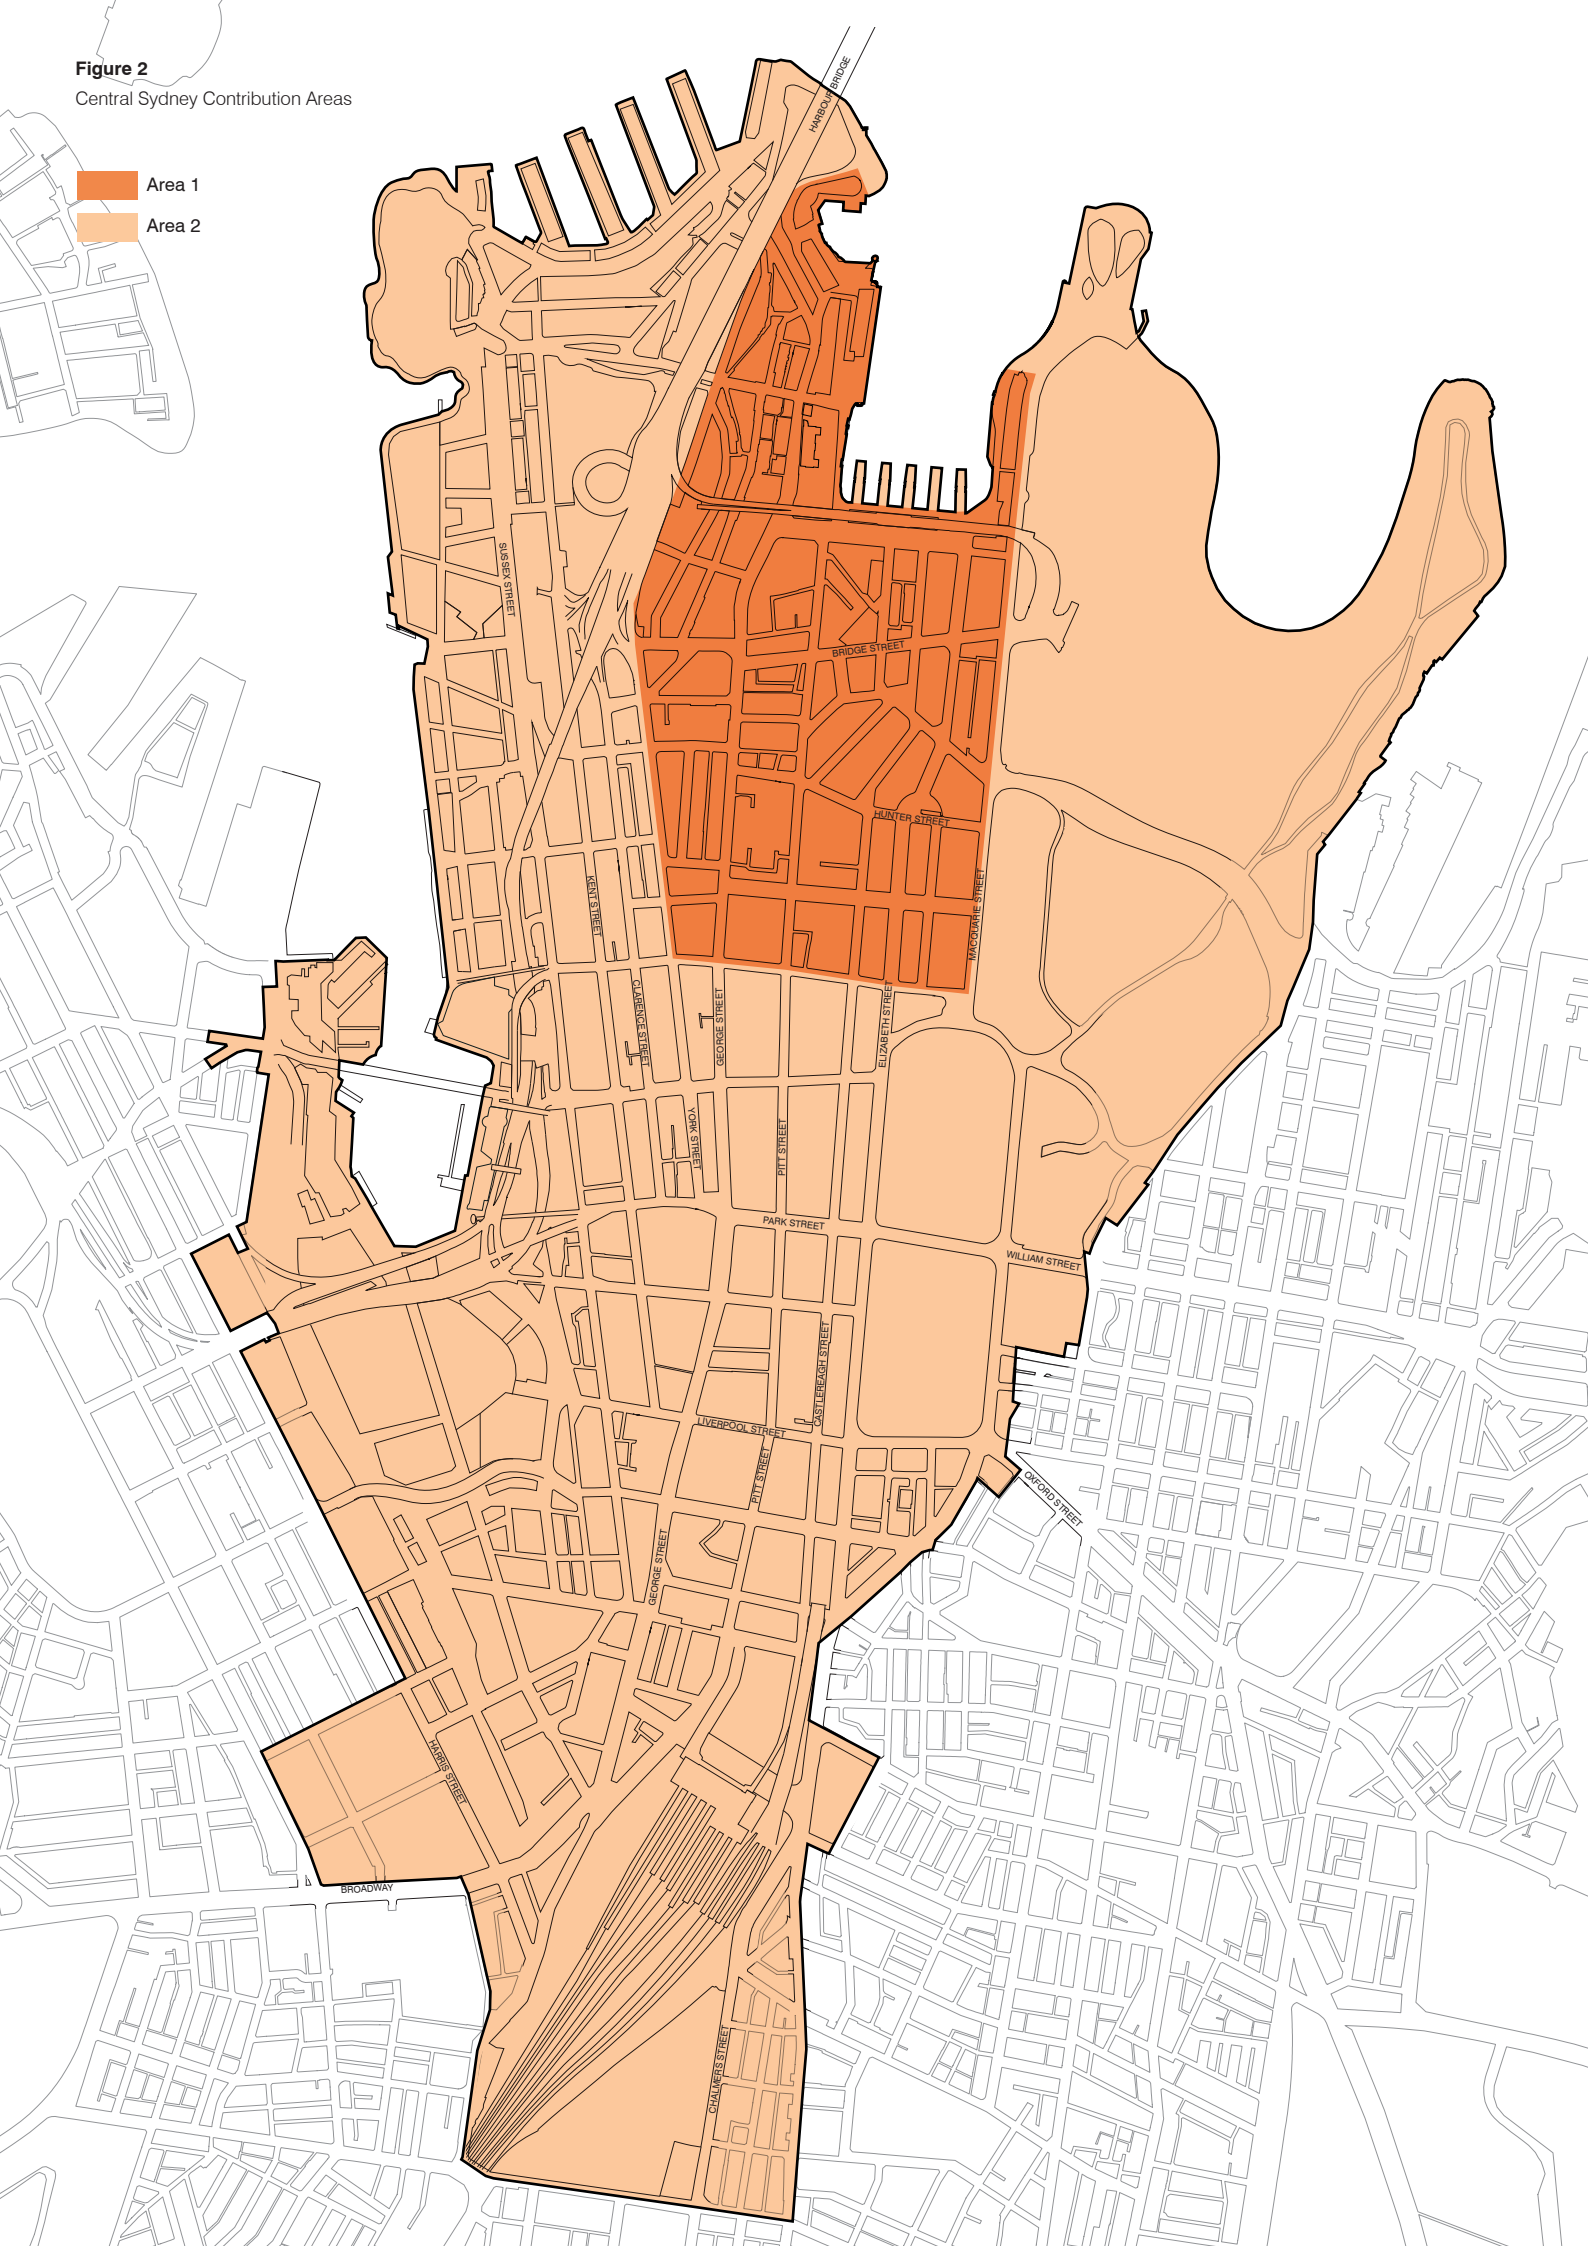 Figure 2
Central Sydney Contribution Areas
Area 1
Area 2
HARBOUR BRIDGE
SUSSEX STREET
BRIDGE STREET
HUNTER STREET
KENT STREET
MACQUARIE STREET
CLARENCE STREET
GEORGE STREET
ELIZABETH STREET
YORK STREET
PITT STREET
PARK STREET
WILLIAM STREET
CASTLEREAGH STREET
LIVERPOOL STREET
PITT STREET
OXFORD STREET
GEORGE STREET
HARRIS STREET
BROADWAY
CHALMERS STREET